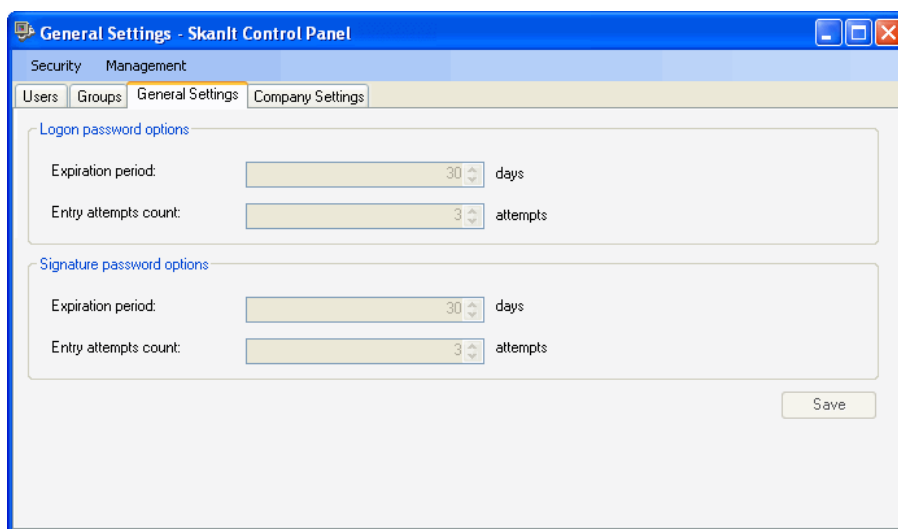 General Settings - SkanIt Control Panel
Security Management
Users Groups General Settings Company Settings
Logon password options
Expiration period: 30 days
Entry attempts count: 3 attempts
Signature password options
Expiration period: 30 days
Entry attempts count: 3 attempts
Save